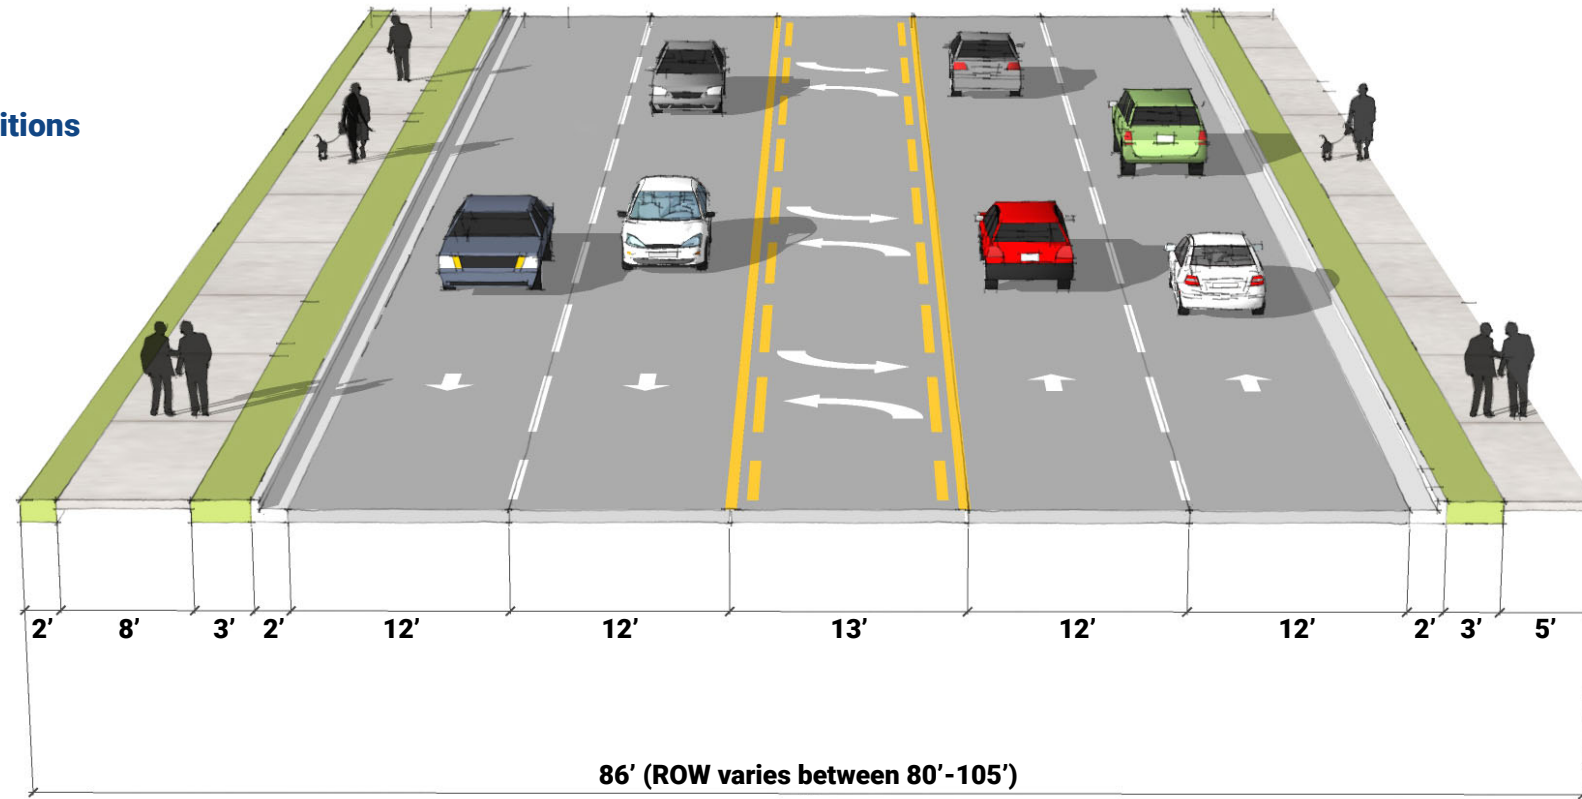 itions
2’ 8’ 3’ 2’ 12’ 12’ 13’ 12’ 12’ 2’ 3’ 5’
86’ (ROW varies between 80’-105’)